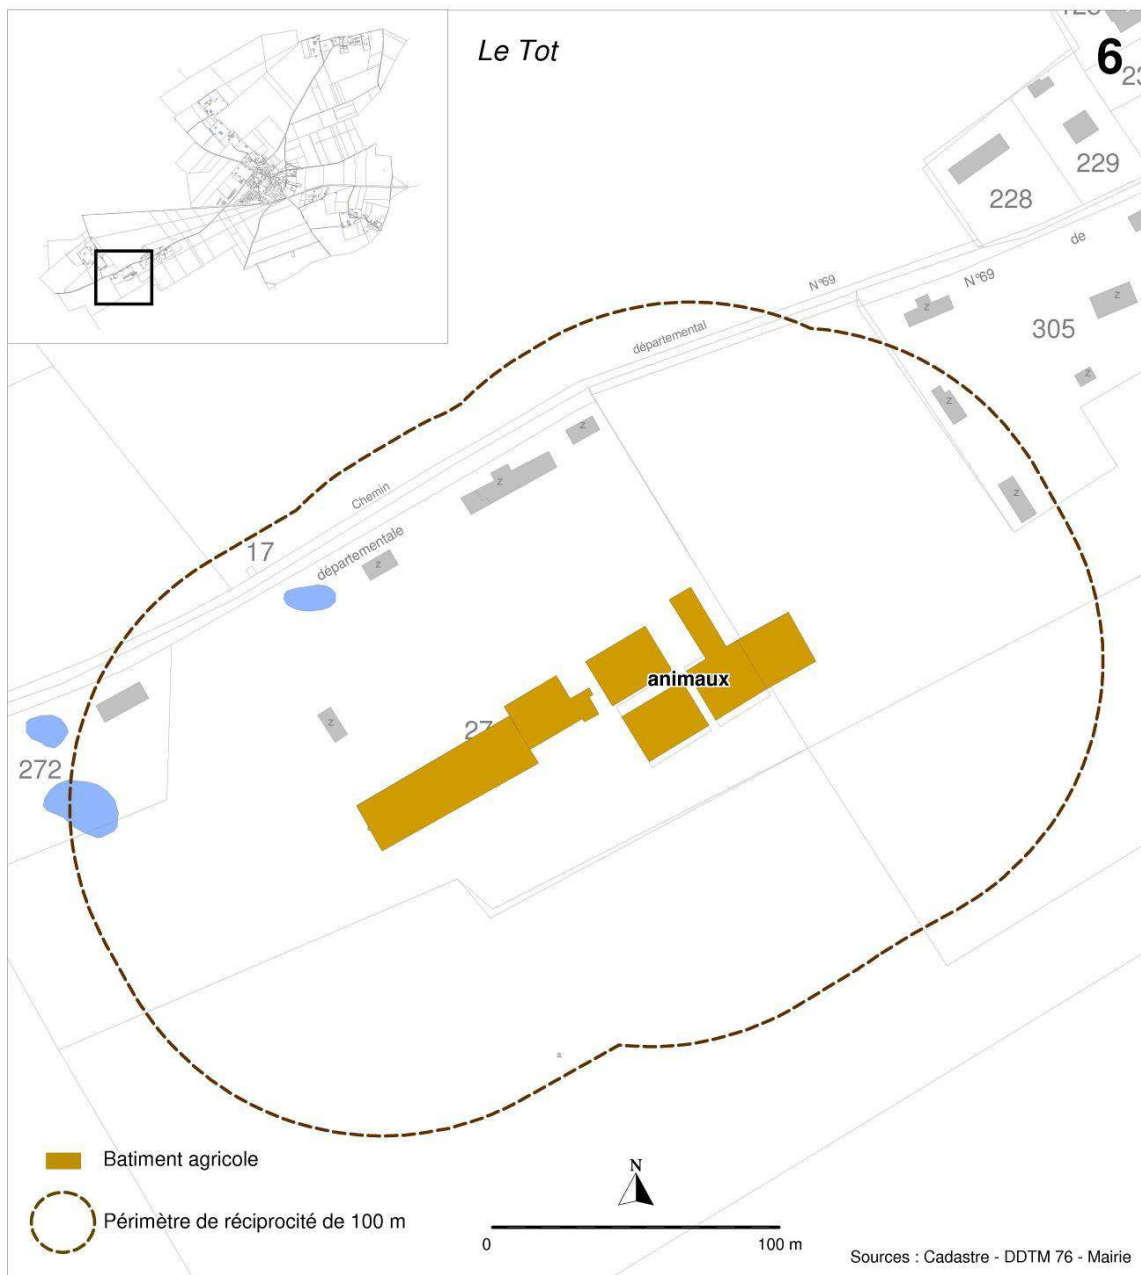 Le Tot
6
229
228
de
N°69
N°69
305
z
z
départemental
z
z
z
z
z
Chemin
17
départementale
z
animaux
z
27
272
a
Batiment agricole
N
Périmètre de réciprocité de 100 m
0 100 m
Sources : Cadastre - DDTM 76 - Mairie